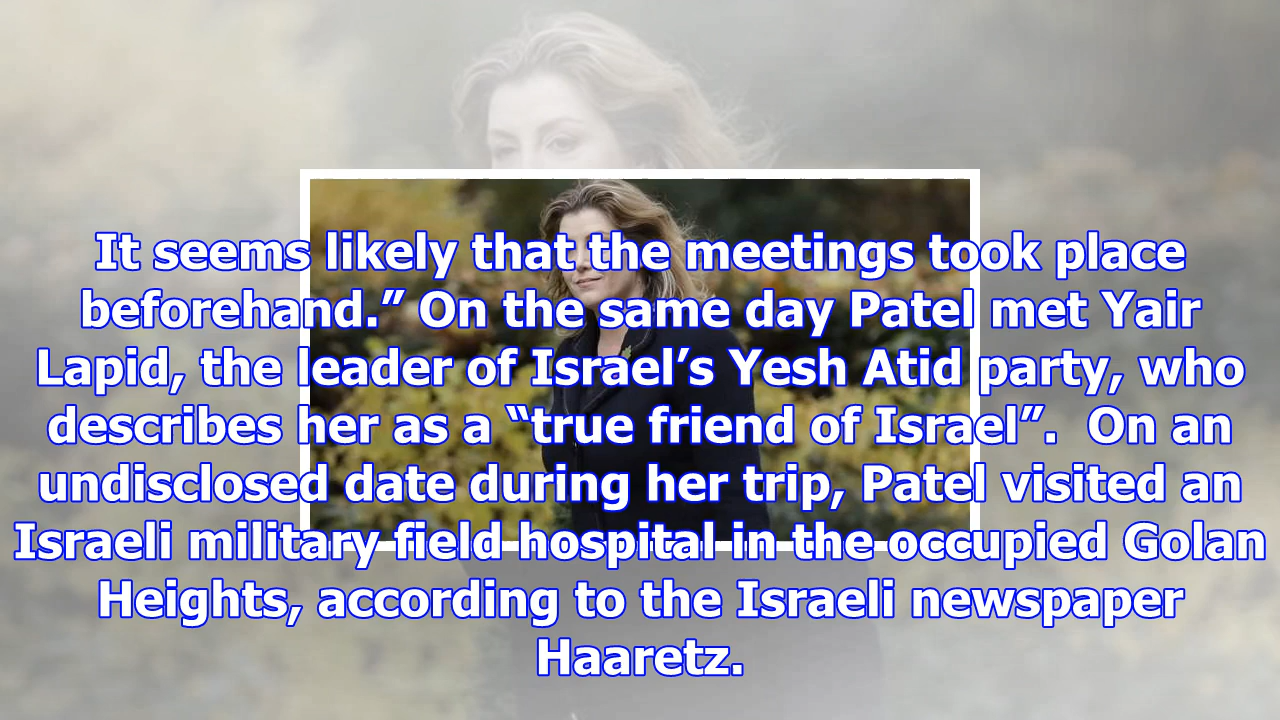 It seems likely that the meetings took place
beforehand.” On the same day Patel met Yair
Lapid, the leader of Israel’s Yesh Atid party, who
describes her as a “true friend of Israel”.  On an
undisclosed date during her trip, Patel visited an
Israeli military field hospital in the occupied Golan
Heights, according to the Israeli newspaper
Haaretz.